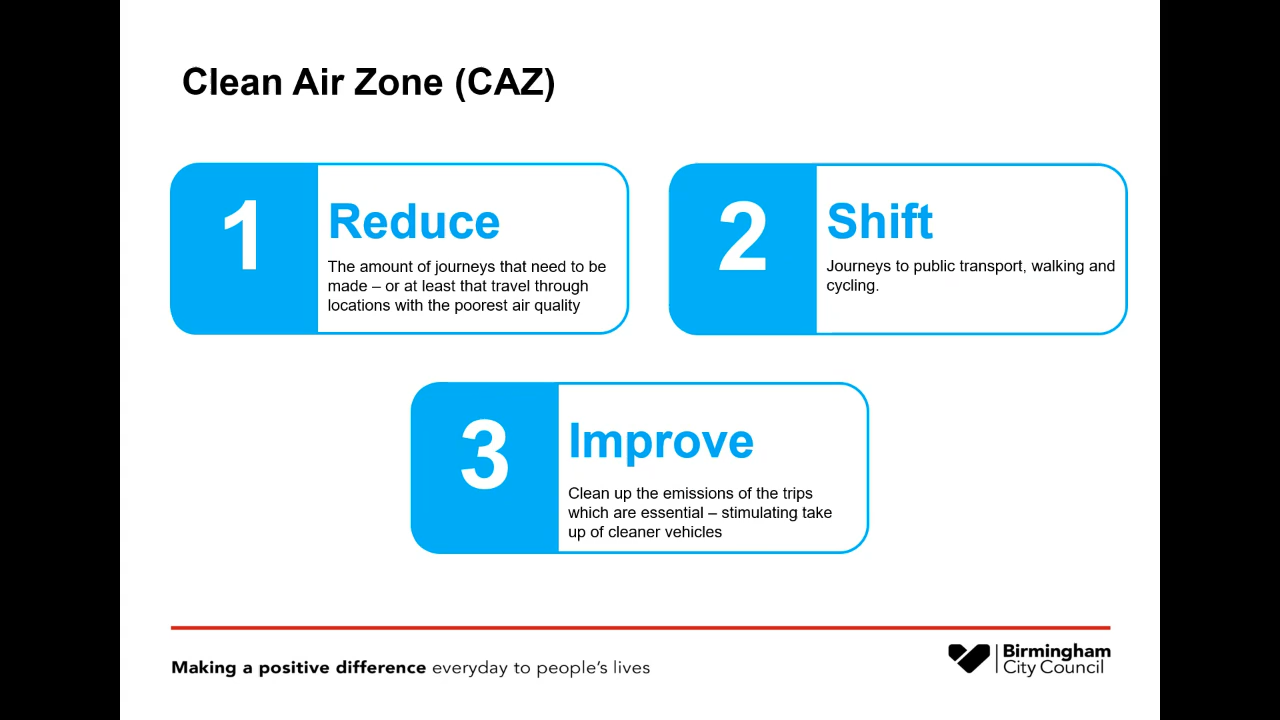 Clean Air Zone (CAZ)
1
Reduce
The amount of journeys that need to be
made – or at least that travel through
locations with the poorest air quality
2
Shift
Journeys to public transport, walking and
cycling.
3
Improve
Clean up the emissions of the trips
which are essential – stimulating take
up of cleaner vehicles
Making a positive difference everyday to people's lives
Birmingham
City Council